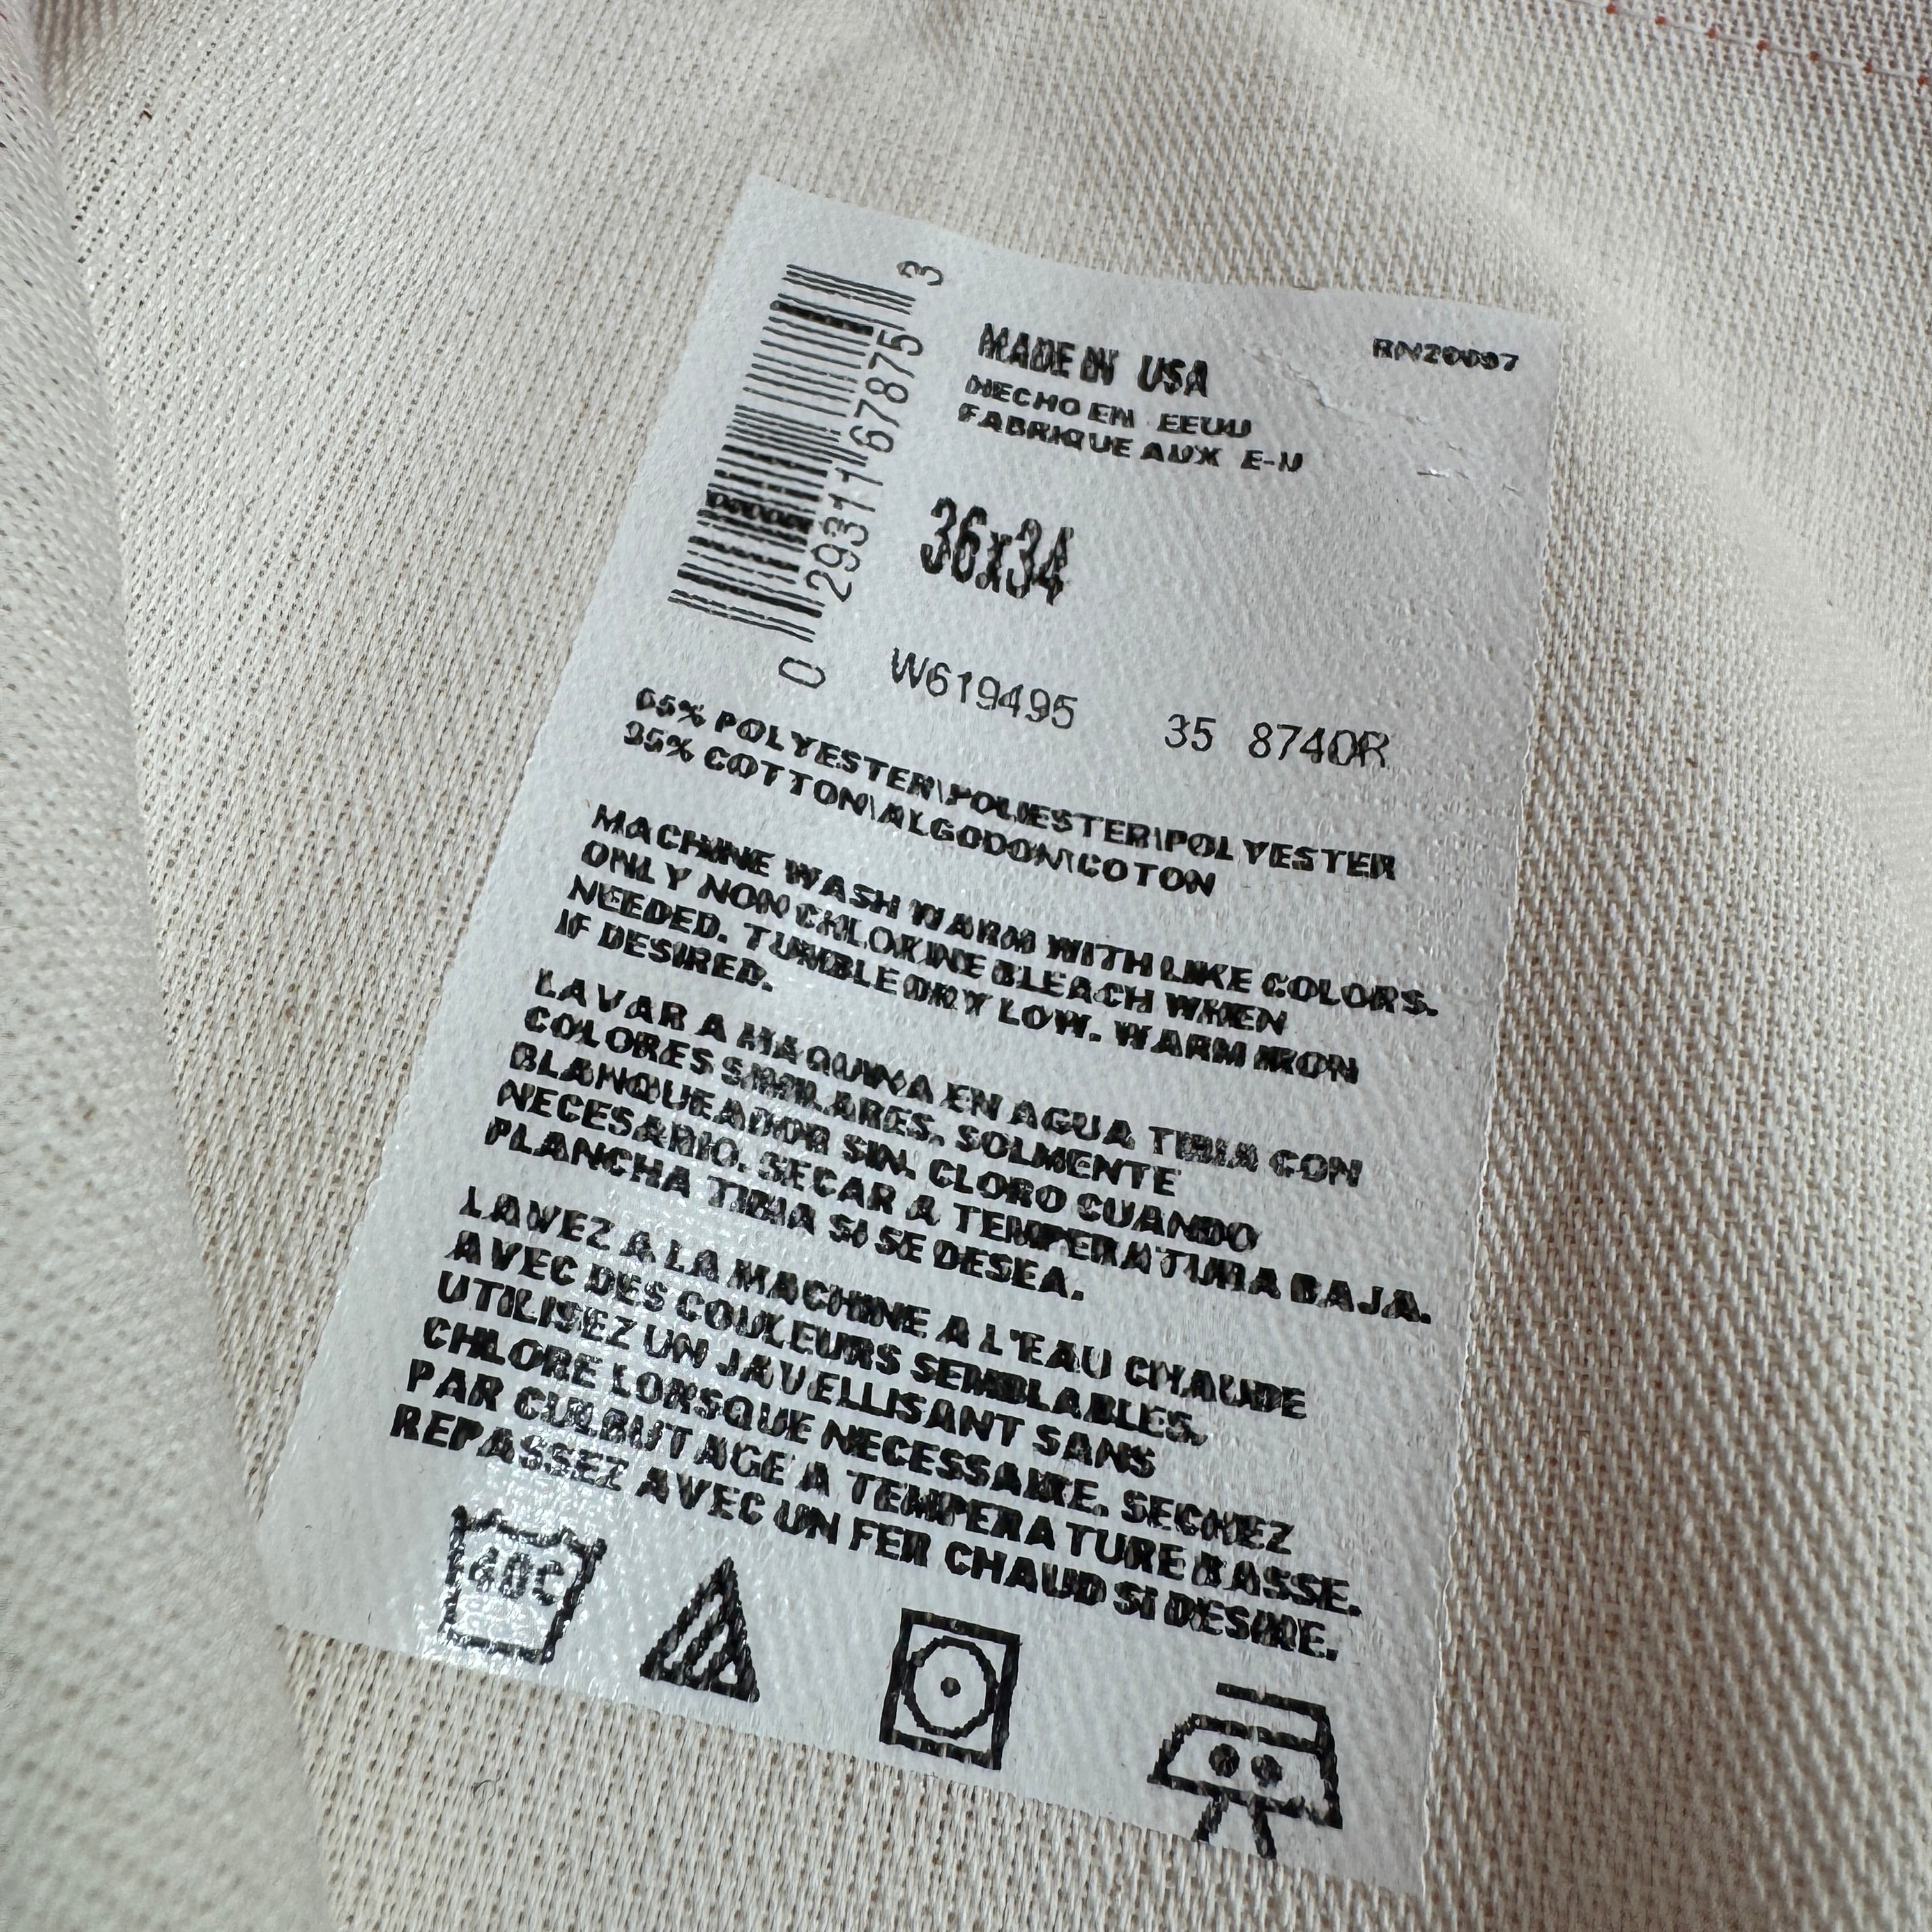 0 29311 67875 3
MADE IN USA
RN20697
HECHO EN EEUU
FABRIQUE AUX E-U
36x34
W619495 35 8740R
65% POLYESTER\POLIESTER\POLYESTER
35% COTTON\ALGODON\COTON
MACHINE WASH WARM WITH LIKE COLORS.
ONLY NON CHLORINE BLEACH WHEN
NEEDED. TUMBLE DRY LOW. WARM IRON
IF DESIRED.
LAVAR A MAQUINA EN AGUA TIBIA CON
COLORES SIMILARES. SOLMENTE
BLANQUEADOR SIN. CLORO CUANDO
NECESARIO. SECAR A TEMPERATURA BAJA.
PLANCHA TIBIA SI SE DESEA.
LAVEZ A LA MACHINE A L'EAU CHAUDE
AVEC DES COULEURS SEMBLABLES.
UTILISEZ UN JAVELLISANT SANS
CHLORE LORSQUE NECESSAIRE. SECHEZ
PAR CULBUTAGE A TEMPERATURE BASSE.
REPASSEZ AVEC UN FER CHAUD SI DESIRE.
40C